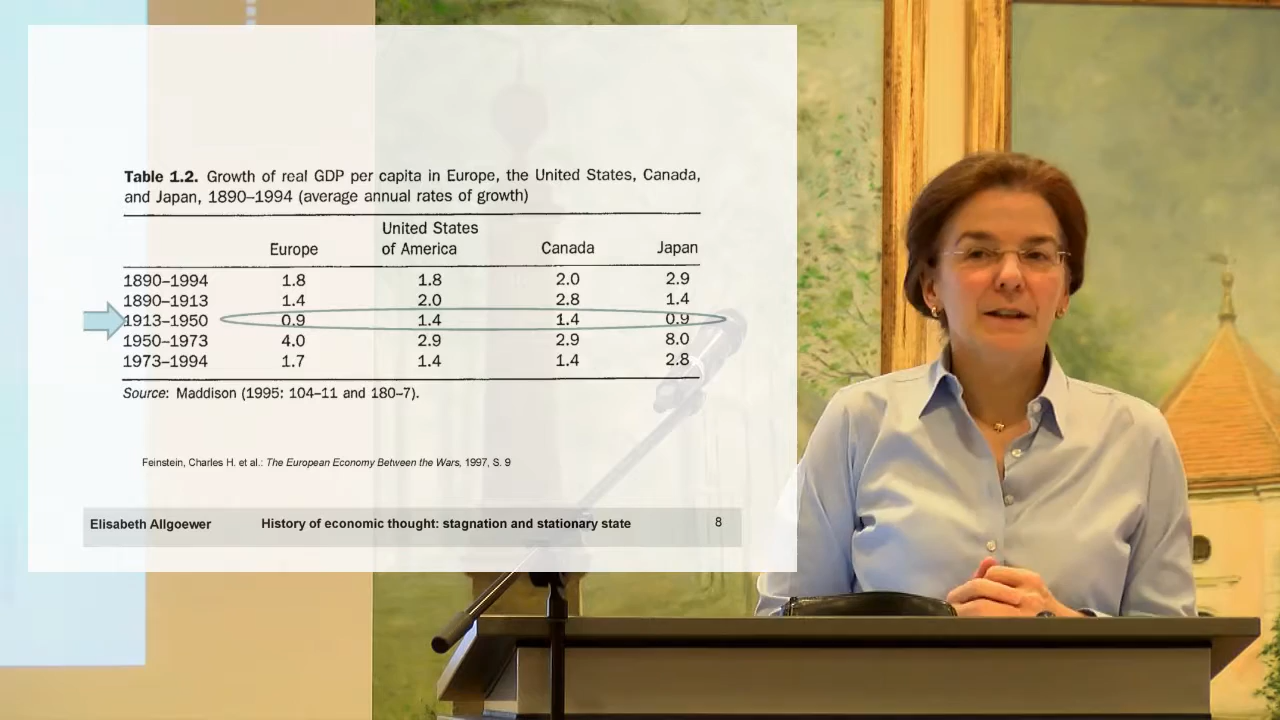 Table 1.2. Growth of real GDP per capita in Europe, the United States, Canada,
and Japan, 1890–1994 (average annual rates of growth)
United States
Europe of America Canada Japan
1890–1994 1.8 1.8 2.0 2.9
1890–1913 1.4 2.0 2.8 1.4
1913–1950 0.9 1.4 1.4 0.9
1950–1973 4.0 2.9 2.9 8.0
1973–1994 1.7 1.4 1.4 2.8
Source: Maddison (1995: 104–11 and 180–7).
Feinstein, Charles H. et al.: The European Economy Between the Wars, 1997, S. 9
Elisabeth Allgoewer History of economic thought: stagnation and stationary state 8